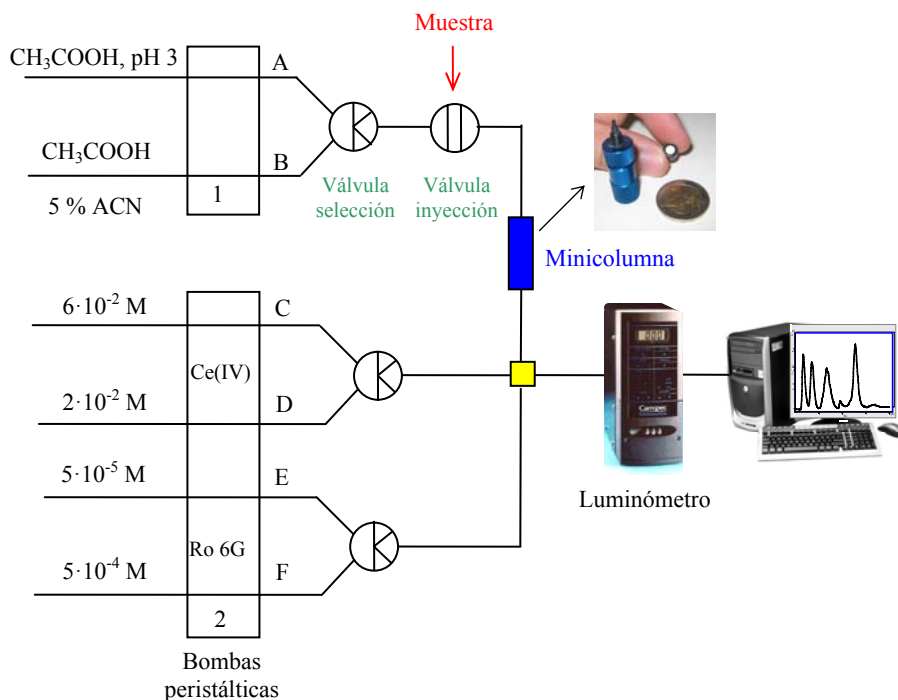 Muestra
CH₃COOH, pH 3
A
CH₃COOH
B
5 % ACN
1
Válvula
selección
Válvula
inyección
Minicolumna
6·10⁻² M
C
Ce(IV)
2·10⁻² M
D
5·10⁻⁵ M
E
Ro 6G
5·10⁻⁴ M
F
2
Luminómetro
Bombas
peristálticas